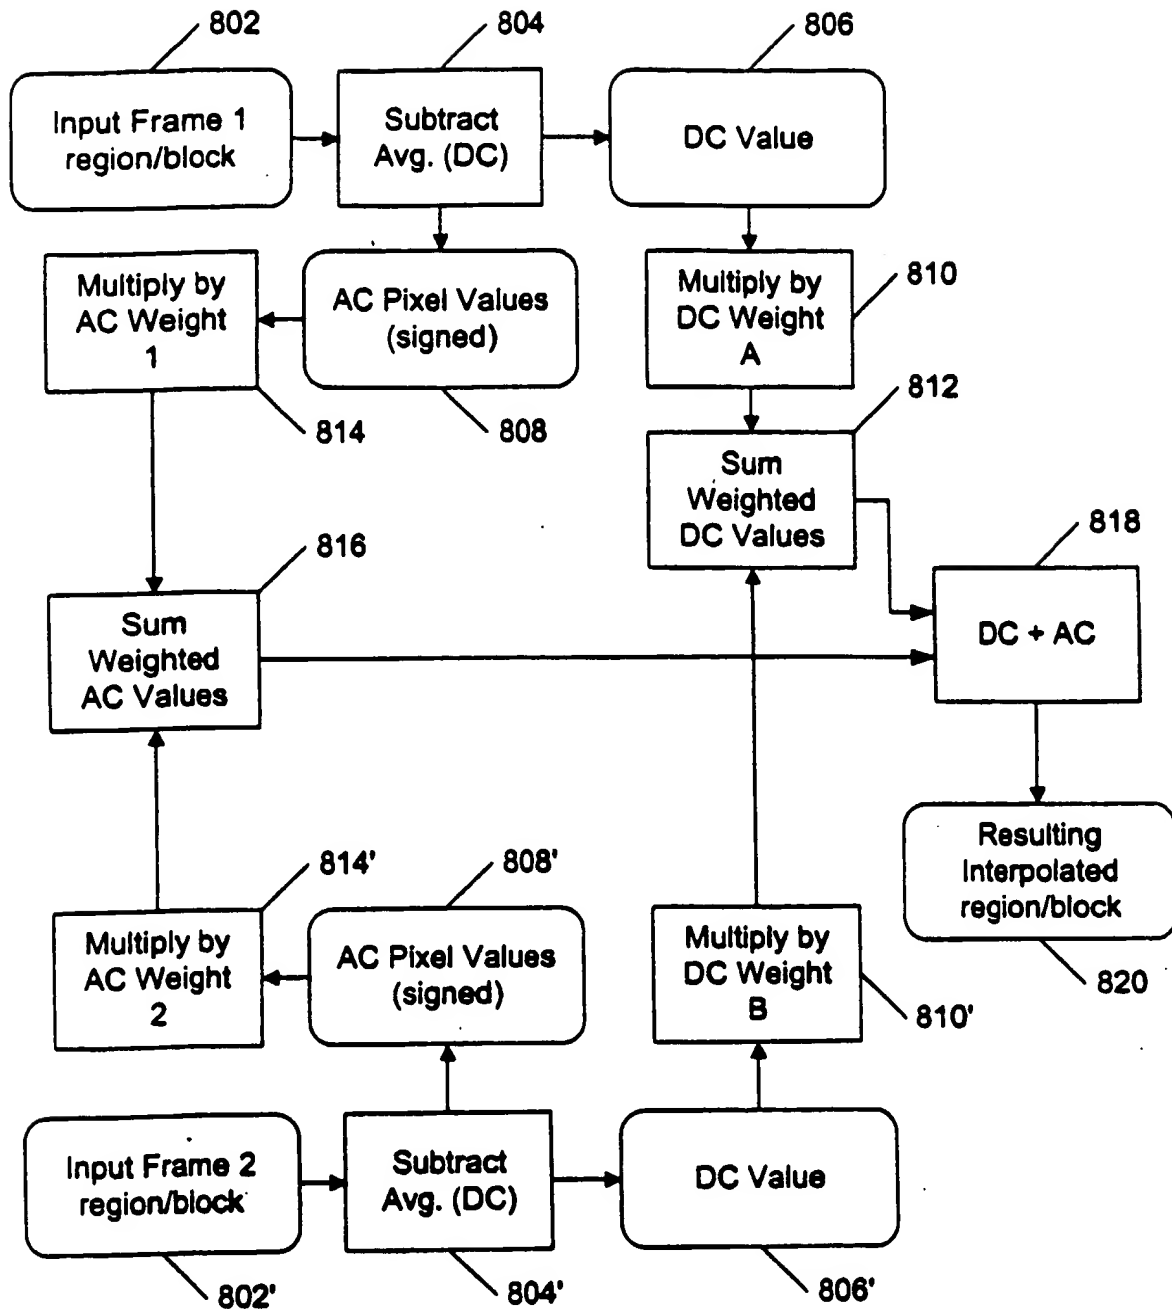 802
804
806
Input Frame 1
region/block
Subtract
Avg. (DC)
DC Value
Multiply by
AC Weight
1
AC Pixel Values
(signed)
Multiply by
DC Weight
A
810
814
808
812
Sum
Weighted
DC Values
816
818
Sum
Weighted
AC Values
DC + AC
814'
808'
Resulting
Interpolated
region/block
Multiply by
AC Weight
2
AC Pixel Values
(signed)
Multiply by
DC Weight
B
820
810'
Input Frame 2
region/block
Subtract
Avg. (DC)
DC Value
802'
804'
806'